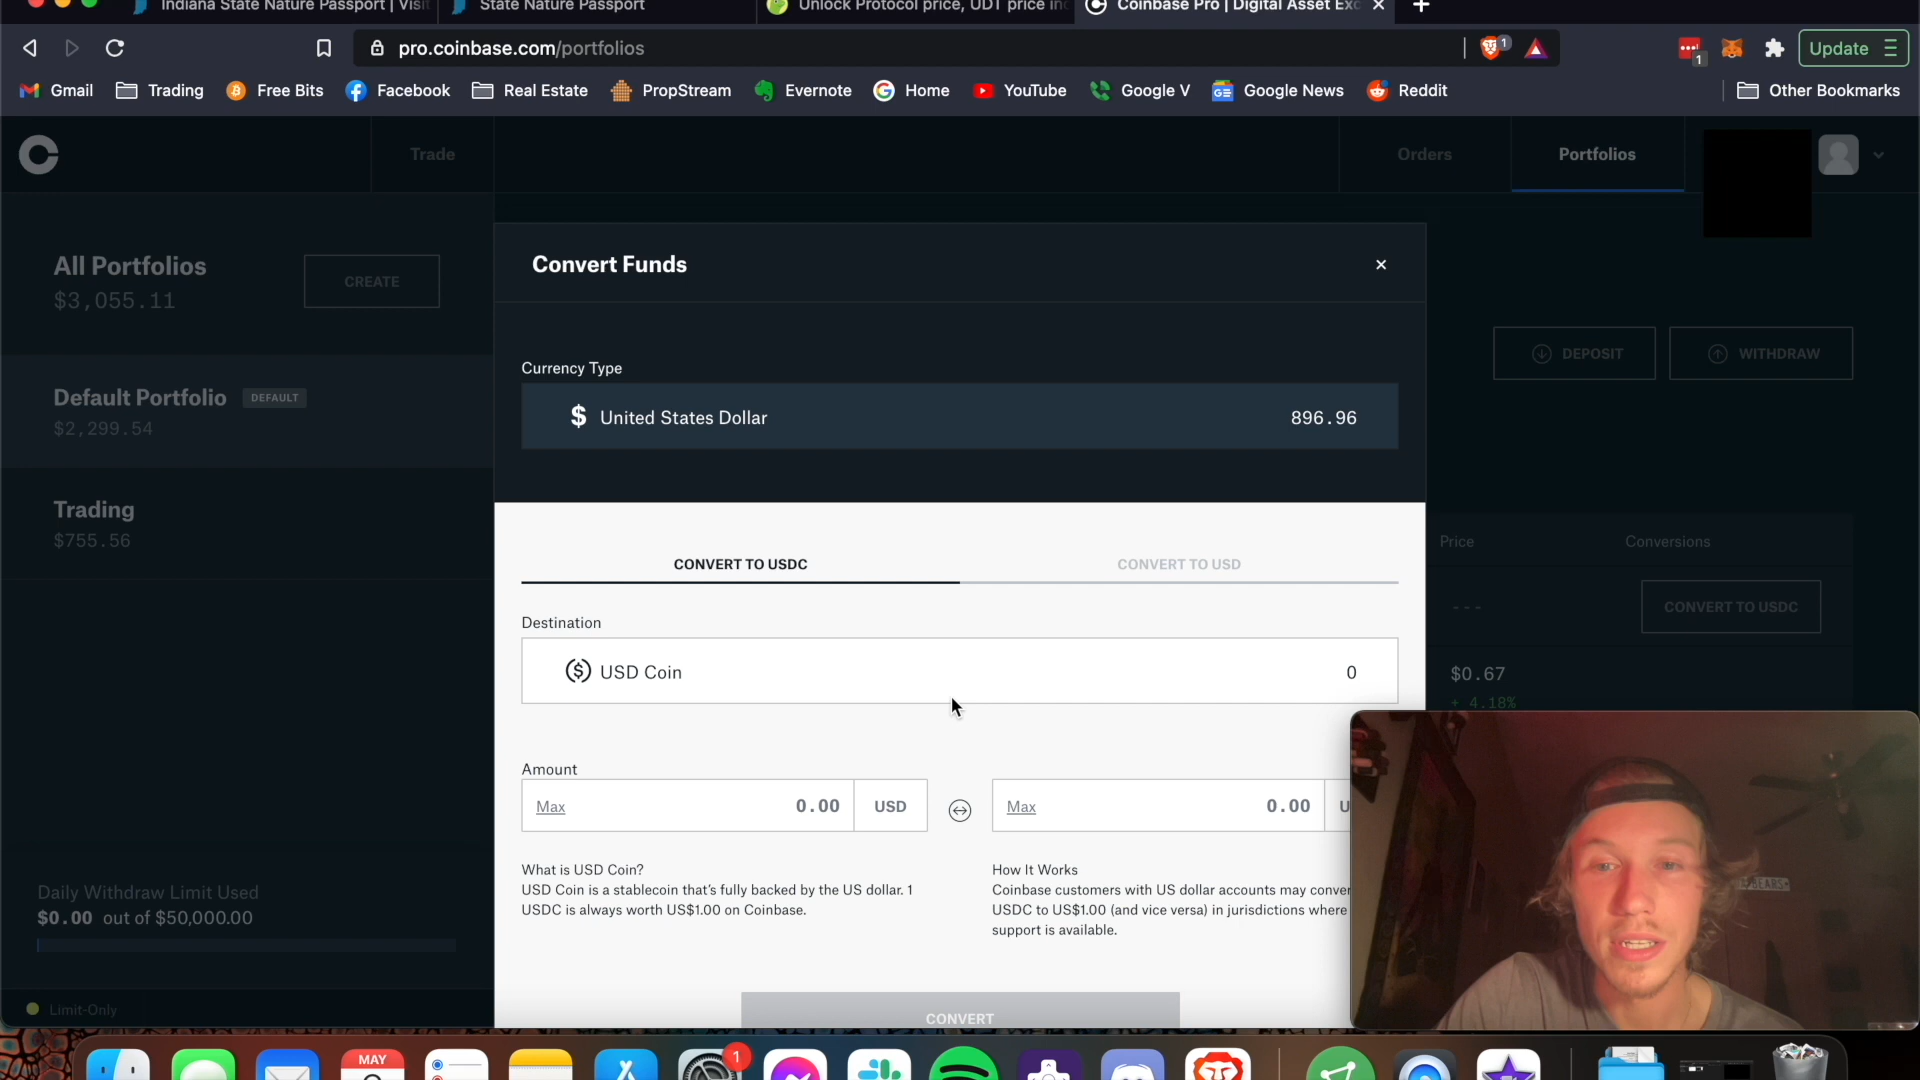 Indiana State Nature Passport | Visit
State Nature Passport
Unlock Protocol price, UDT price in
Coinbase Pro | Digital Asset Exc
pro.coinbase.com/portfolios
1
1
Update
Gmail
Trading
Free Bits
Facebook
Real Estate
PropStream
Evernote
Home
YouTube
Google V
Google News
Reddit
Other Bookmarks
Trade
Orders
Portfolios
All Portfolios
$3,055.11
CREATE
Convert Funds
Currency Type
$ United States Dollar 896.96
DEPOSIT
WITHDRAW
Default Portfolio DEFAULT
$2,299.54
Trading
$755.56
CONVERT TO USDC
CONVERT TO USD
Price
Conversions
---
CONVERT TO USDC
Destination
USD Coin 0
$0.67
+ 4.18%
Amount
Max 0.00 USD
Max 0.00 U
What is USD Coin?
USD Coin is a stablecoin that's fully backed by the US dollar. 1
USDC is always worth US$1.00 on Coinbase.
How It Works
Coinbase customers with US dollar accounts may conver
USDC to US$1.00 (and vice versa) in jurisdictions where
support is available.
Daily Withdraw Limit Used
$0.00 out of $50,000.00
Limit-Only
CONVERT
MAY
1